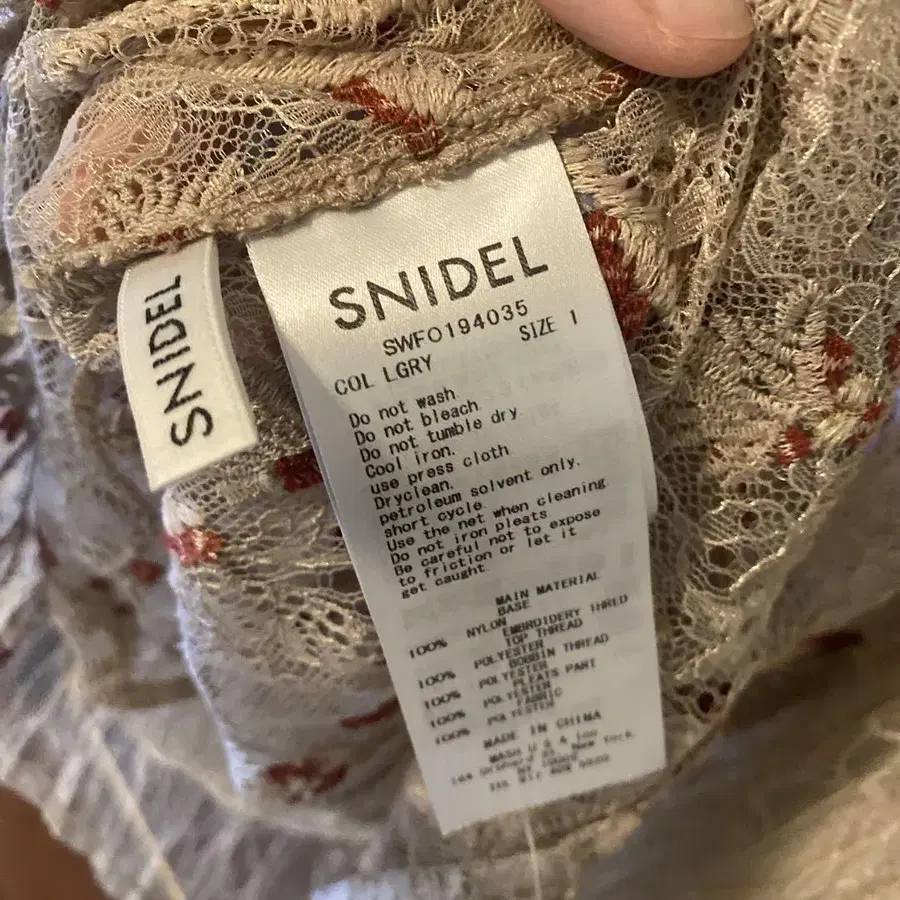 SNIDEL
SNIDEL
SWFO194035
COL LGRY SIZE 1
Do not wash
Do not bleach
Do not tumble dry
Cool iron.
use press cloth
Dryclean.
petroleum solvent only.
short cycle
Use the net when cleaning
Do not iron pleats
Be careful not to expose
to friction or let it
get caught
MAIN MATERIAL
BASE
100% NYLON
EMBROIDERY THRED
TOP THREAD
100% POLYESTER
BOBBIN THREAD
100% POLYESTER
PLEATS PART
100% POLYESTER
FABRIC
100% POLYESTER
MADE IN CHINA
MASH U S A
New York,